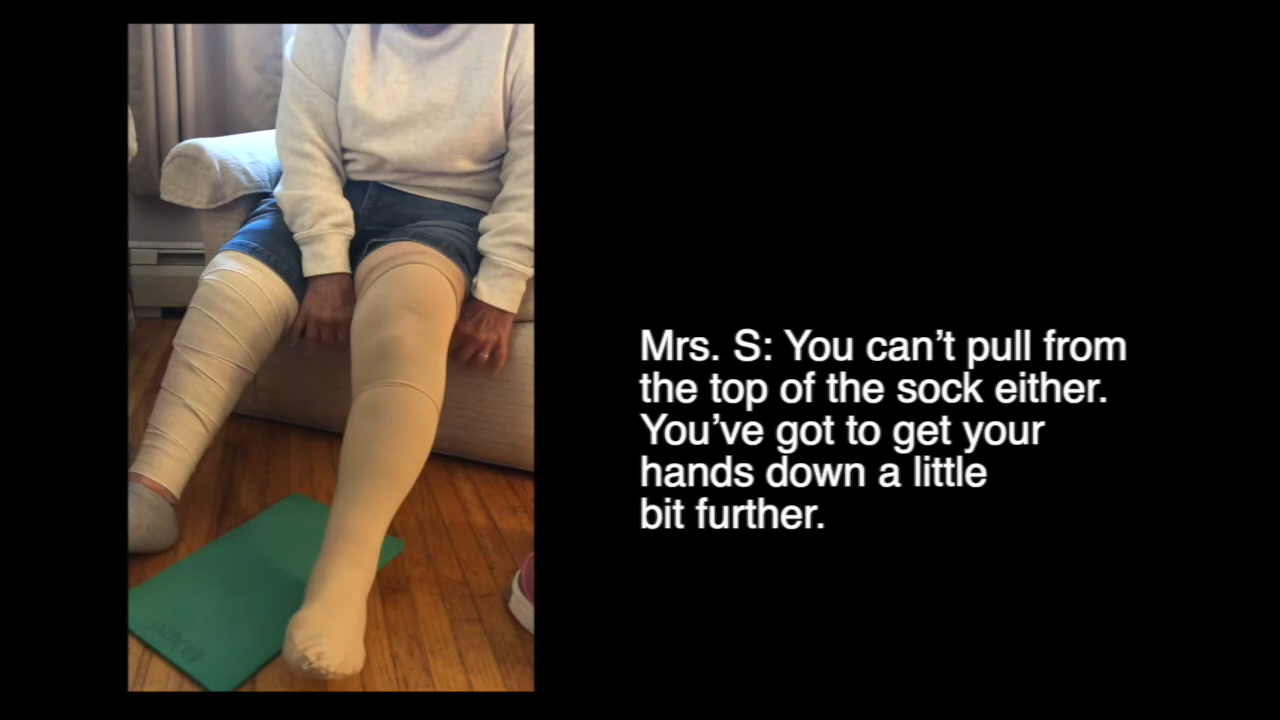 Mrs. S: You can’t pull from
the top of the sock either.
You’ve got to get your
hands down a little
bit further.